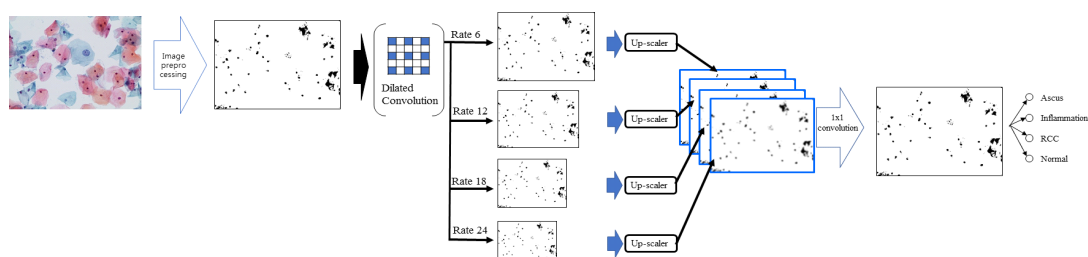 Image
prepro
cessing
Dilated
Convolution
Rate 6
Rate 12
Rate 18
Rate 24
Up-scaler
Up-scaler
Up-scaler
Up-scaler
1x1
convolution
Ascus
Inflammation
RCC
Normal